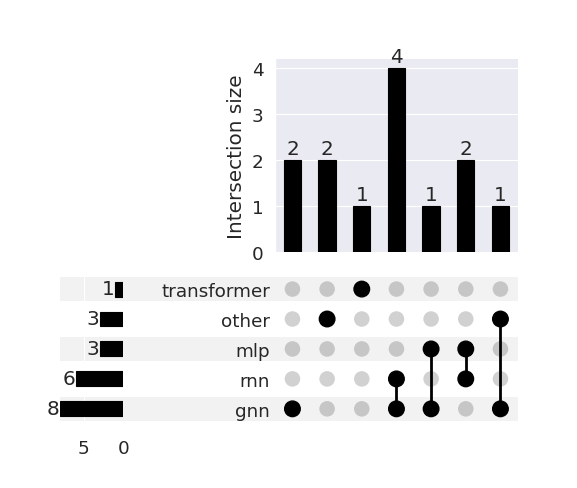 4
4
3
2 2 2
2
1 1 1
1
0
Intersection size
1 transformer
3 other
3 mlp
6 rnn
8 gnn
5 0